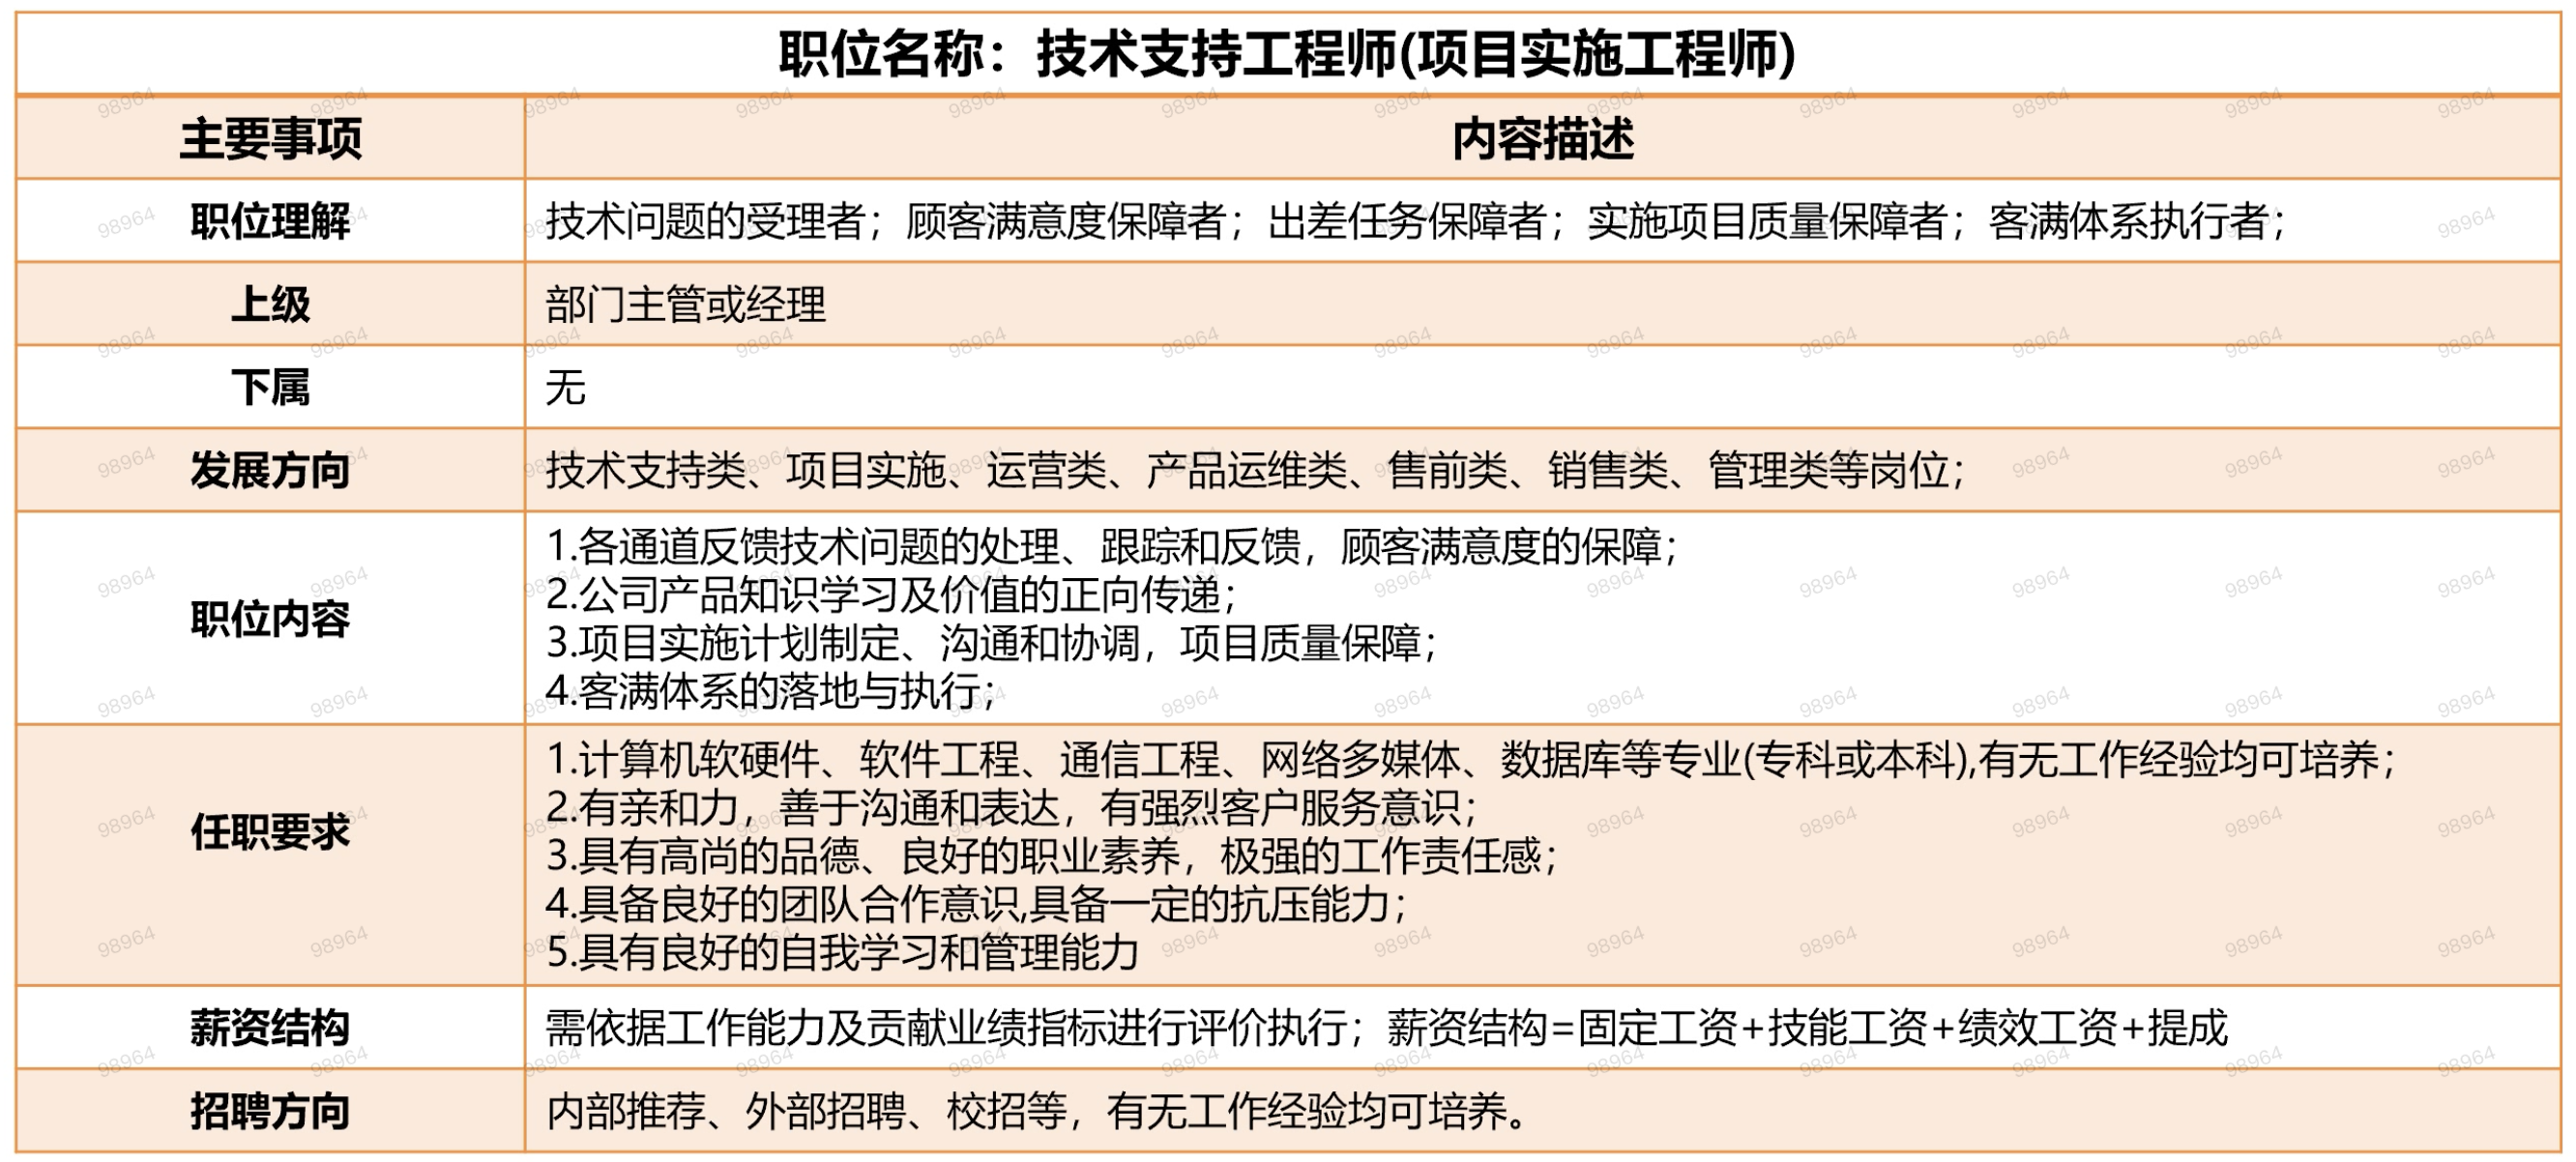 职位名称：技术支持工程师(项目实施工程师)
主要事项 内容描述
职位理解 技术问题的受理者；顾客满意度保障者；出差任务保障者；实施项目质量保障者；客满体系执行者；
上级 部门主管或经理
下属 无
发展方向 技术支持类、项目实施、运营类、产品运维类、售前类、销售类、管理类等岗位；
职位内容
1.各通道反馈技术问题的处理、跟踪和反馈，顾客满意度的保障；
2.公司产品知识学习及价值的正向传递；
3.项目实施计划制定、沟通和协调，项目质量保障；
4.客满体系的落地与执行；
任职要求
1.计算机软硬件、软件工程、通信工程、网络多媒体、数据库等专业(专科或本科),有无工作经验均可培养；
2.有亲和力，善于沟通和表达，有强烈客户服务意识；
3.具有高尚的品德、良好的职业素养，极强的工作责任感；
4.具备良好的团队合作意识,具备一定的抗压能力；
5.具有良好的自我学习和管理能力
薪资结构 需依据工作能力及贡献业绩指标进行评价执行；薪资结构=固定工资+技能工资+绩效工资+提成
招聘方向 内部推荐、外部招聘、校招等，有无工作经验均可培养。
98964